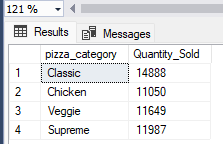 121 %
Results Messages
pizza_category Quantity_Sold
1 Classic 14888
2 Chicken 11050
3 Veggie 11649
4 Supreme 11987